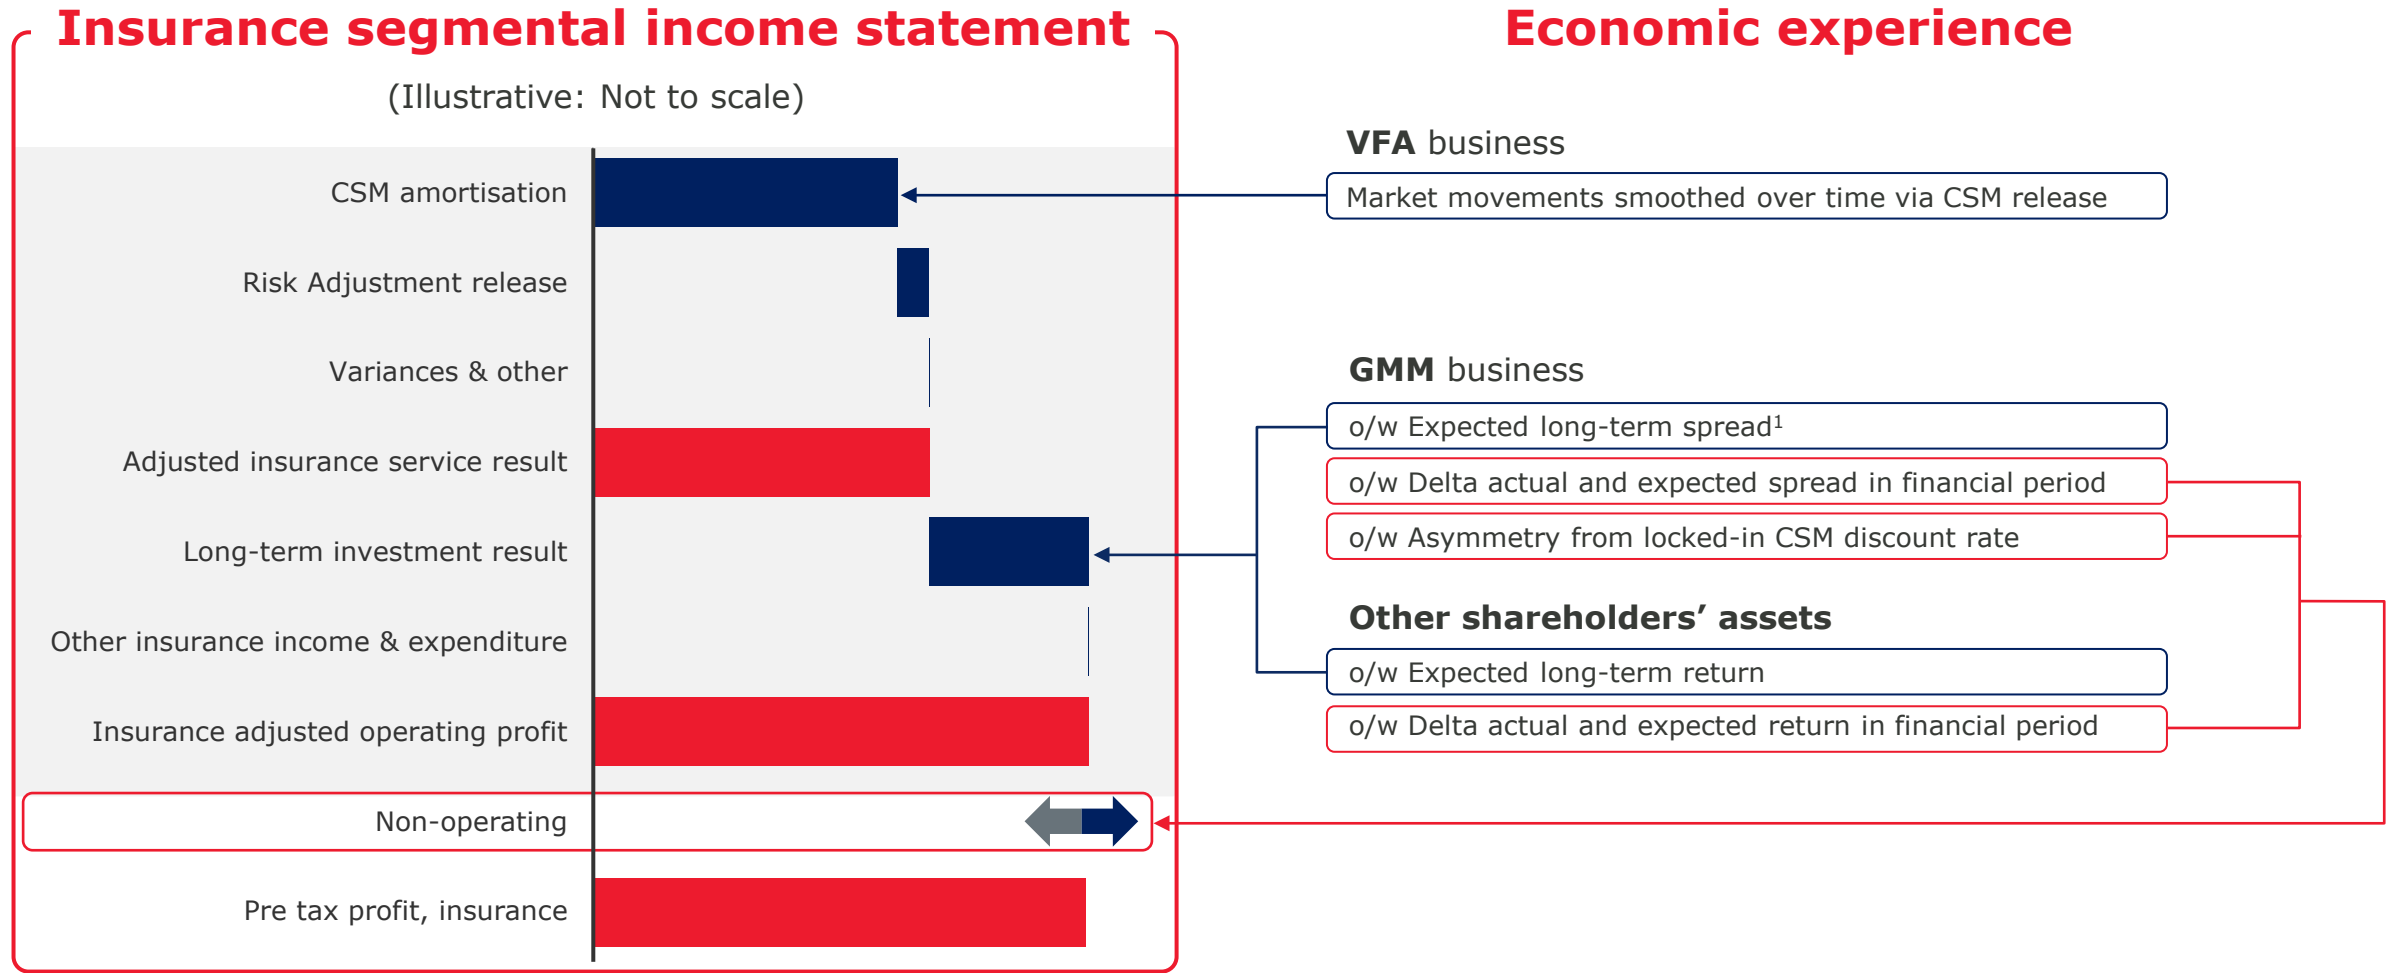 Insurance segmental income statement
(Illustrative: Not to scale)
CSM amortisation
Risk Adjustment release
Variances & other
Adjusted insurance service result
Long-term investment result
Other insurance income & expenditure
Insurance adjusted operating profit
Non-operating
Pre tax profit, insurance
Economic experience
VFA business
Market movements smoothed over time via CSM release
GMM business
o/w Expected long-term spread¹
o/w Delta actual and expected spread in financial period
o/w Asymmetry from locked-in CSM discount rate
Other shareholders’ assets
o/w Expected long-term return
o/w Delta actual and expected return in financial period